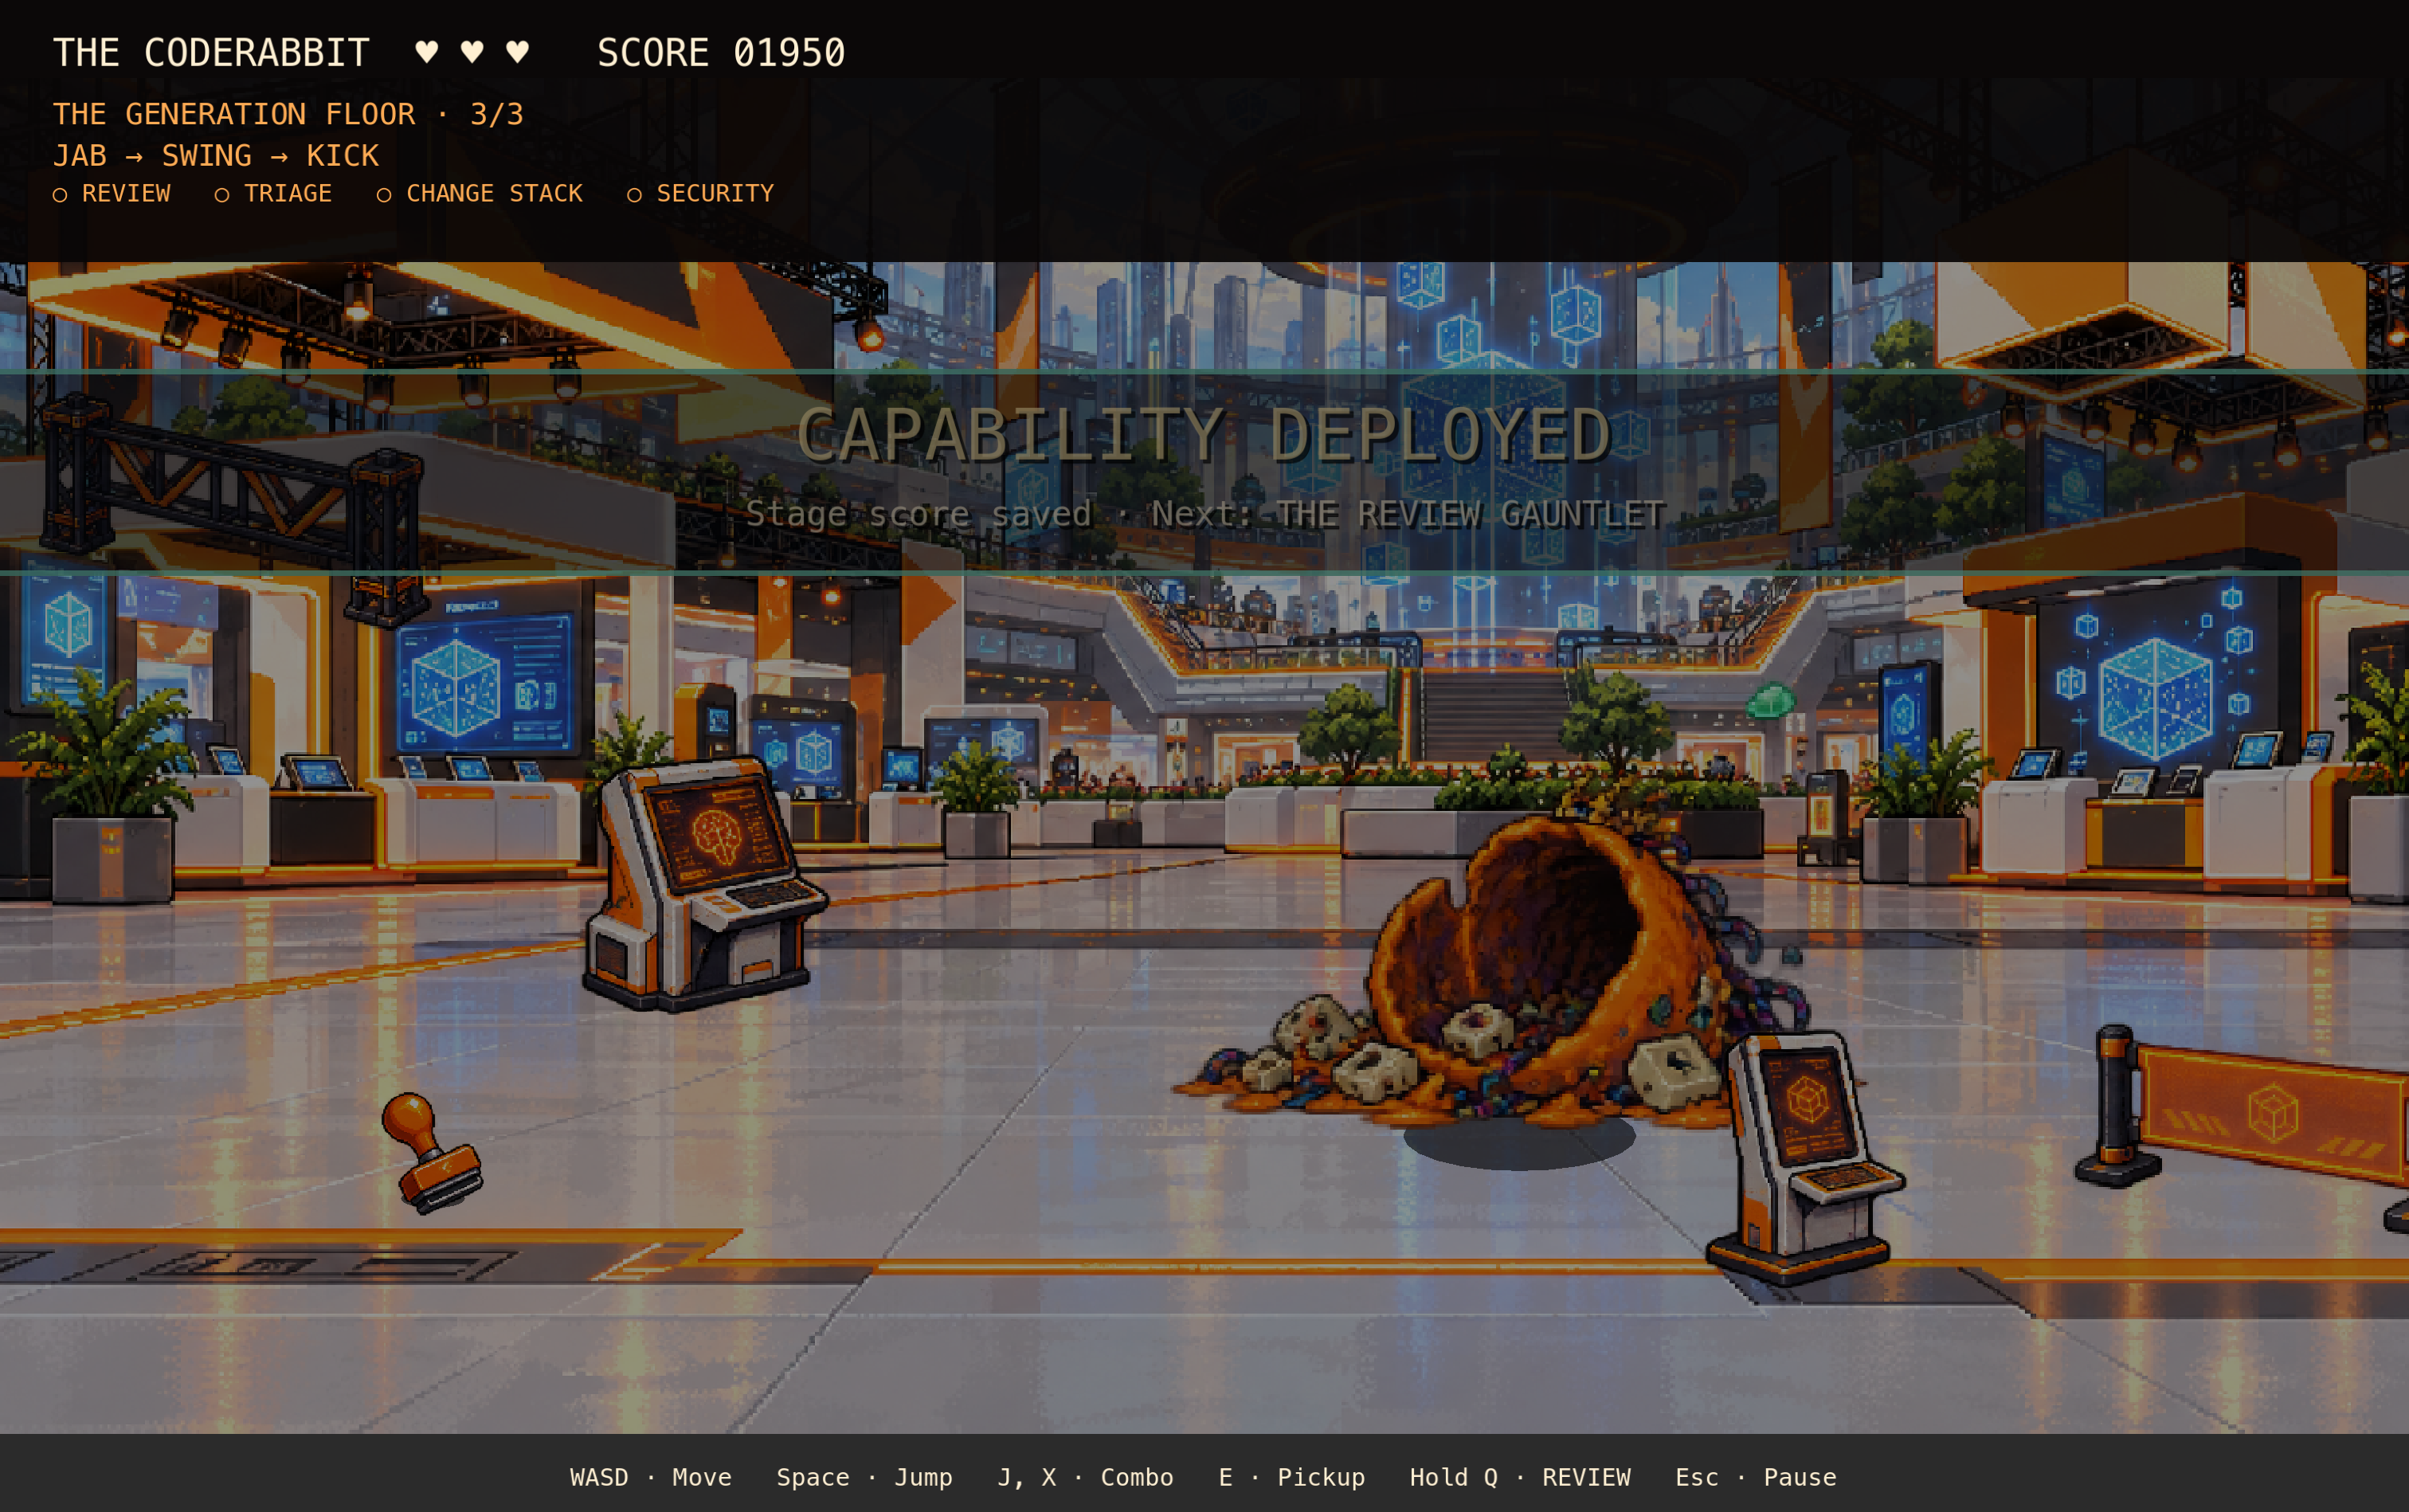 THE CODERABBIT ♥ ♥ ♥ SCORE 01950
THE GENERATION FLOOR · 3/3
JAB → SWING → KICK
○ REVIEW ○ TRIAGE ○ CHANGE STACK ○ SECURITY
CAPABILITY DEPLOYED
Stage score saved · Next: THE REVIEW GAUNTLET
WASD · Move Space · Jump J, X · Combo E · Pickup Hold Q · REVIEW Esc · Pause